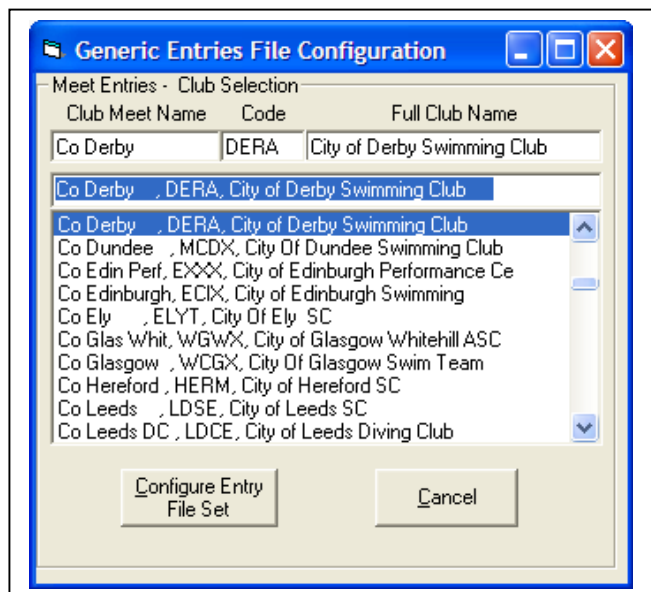 Generic Entries File Configuration
Meet Entries - Club Selection
Club Meet Name Code Full Club Name
Co Derby DERA City of Derby Swimming Club
Co Derby , DERA, City of Derby Swimming Club
Co Derby , DERA, City of Derby Swimming Club
Co Dundee , MCDX, City Of Dundee Swimming Club
Co Edin Perf, EXXX, City of Edinburgh Performance Ce
Co Edinburgh, ECIX, City of Edinburgh Swimming
Co Ely , ELYT, City Of Ely SC
Co Glas Whit, WGWX, City of Glasgow Whitehill ASC
Co Glasgow , WCGX, City Of Glasgow Swim Team
Co Hereford , HERM, City of Hereford SC
Co Leeds , LDSE, City of Leeds SC
Co Leeds DC , LDCE, City of Leeds Diving Club
Configure Entry
File Set
Cancel